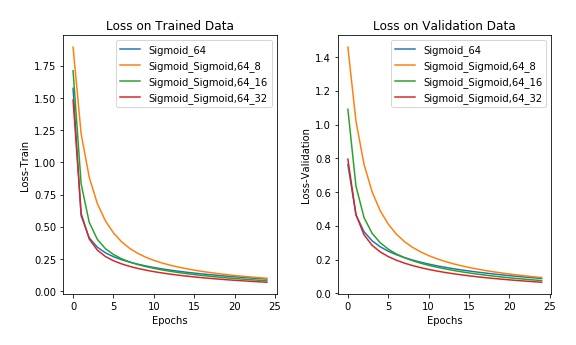 Loss on Trained Data
Loss-Train
1.75
1.50
1.25
1.00
0.75
0.50
0.25
0.00
Sigmoid_64
Sigmoid_Sigmoid,64_8
Sigmoid_Sigmoid,64_16
Sigmoid_Sigmoid,64_32
0 5 10 15 20 25
Epochs
Loss on Validation Data
Loss-Validation
1.4
1.2
1.0
0.8
0.6
0.4
0.2
0.0
Sigmoid_64
Sigmoid_Sigmoid,64_8
Sigmoid_Sigmoid,64_16
Sigmoid_Sigmoid,64_32
0 5 10 15 20 25
Epochs